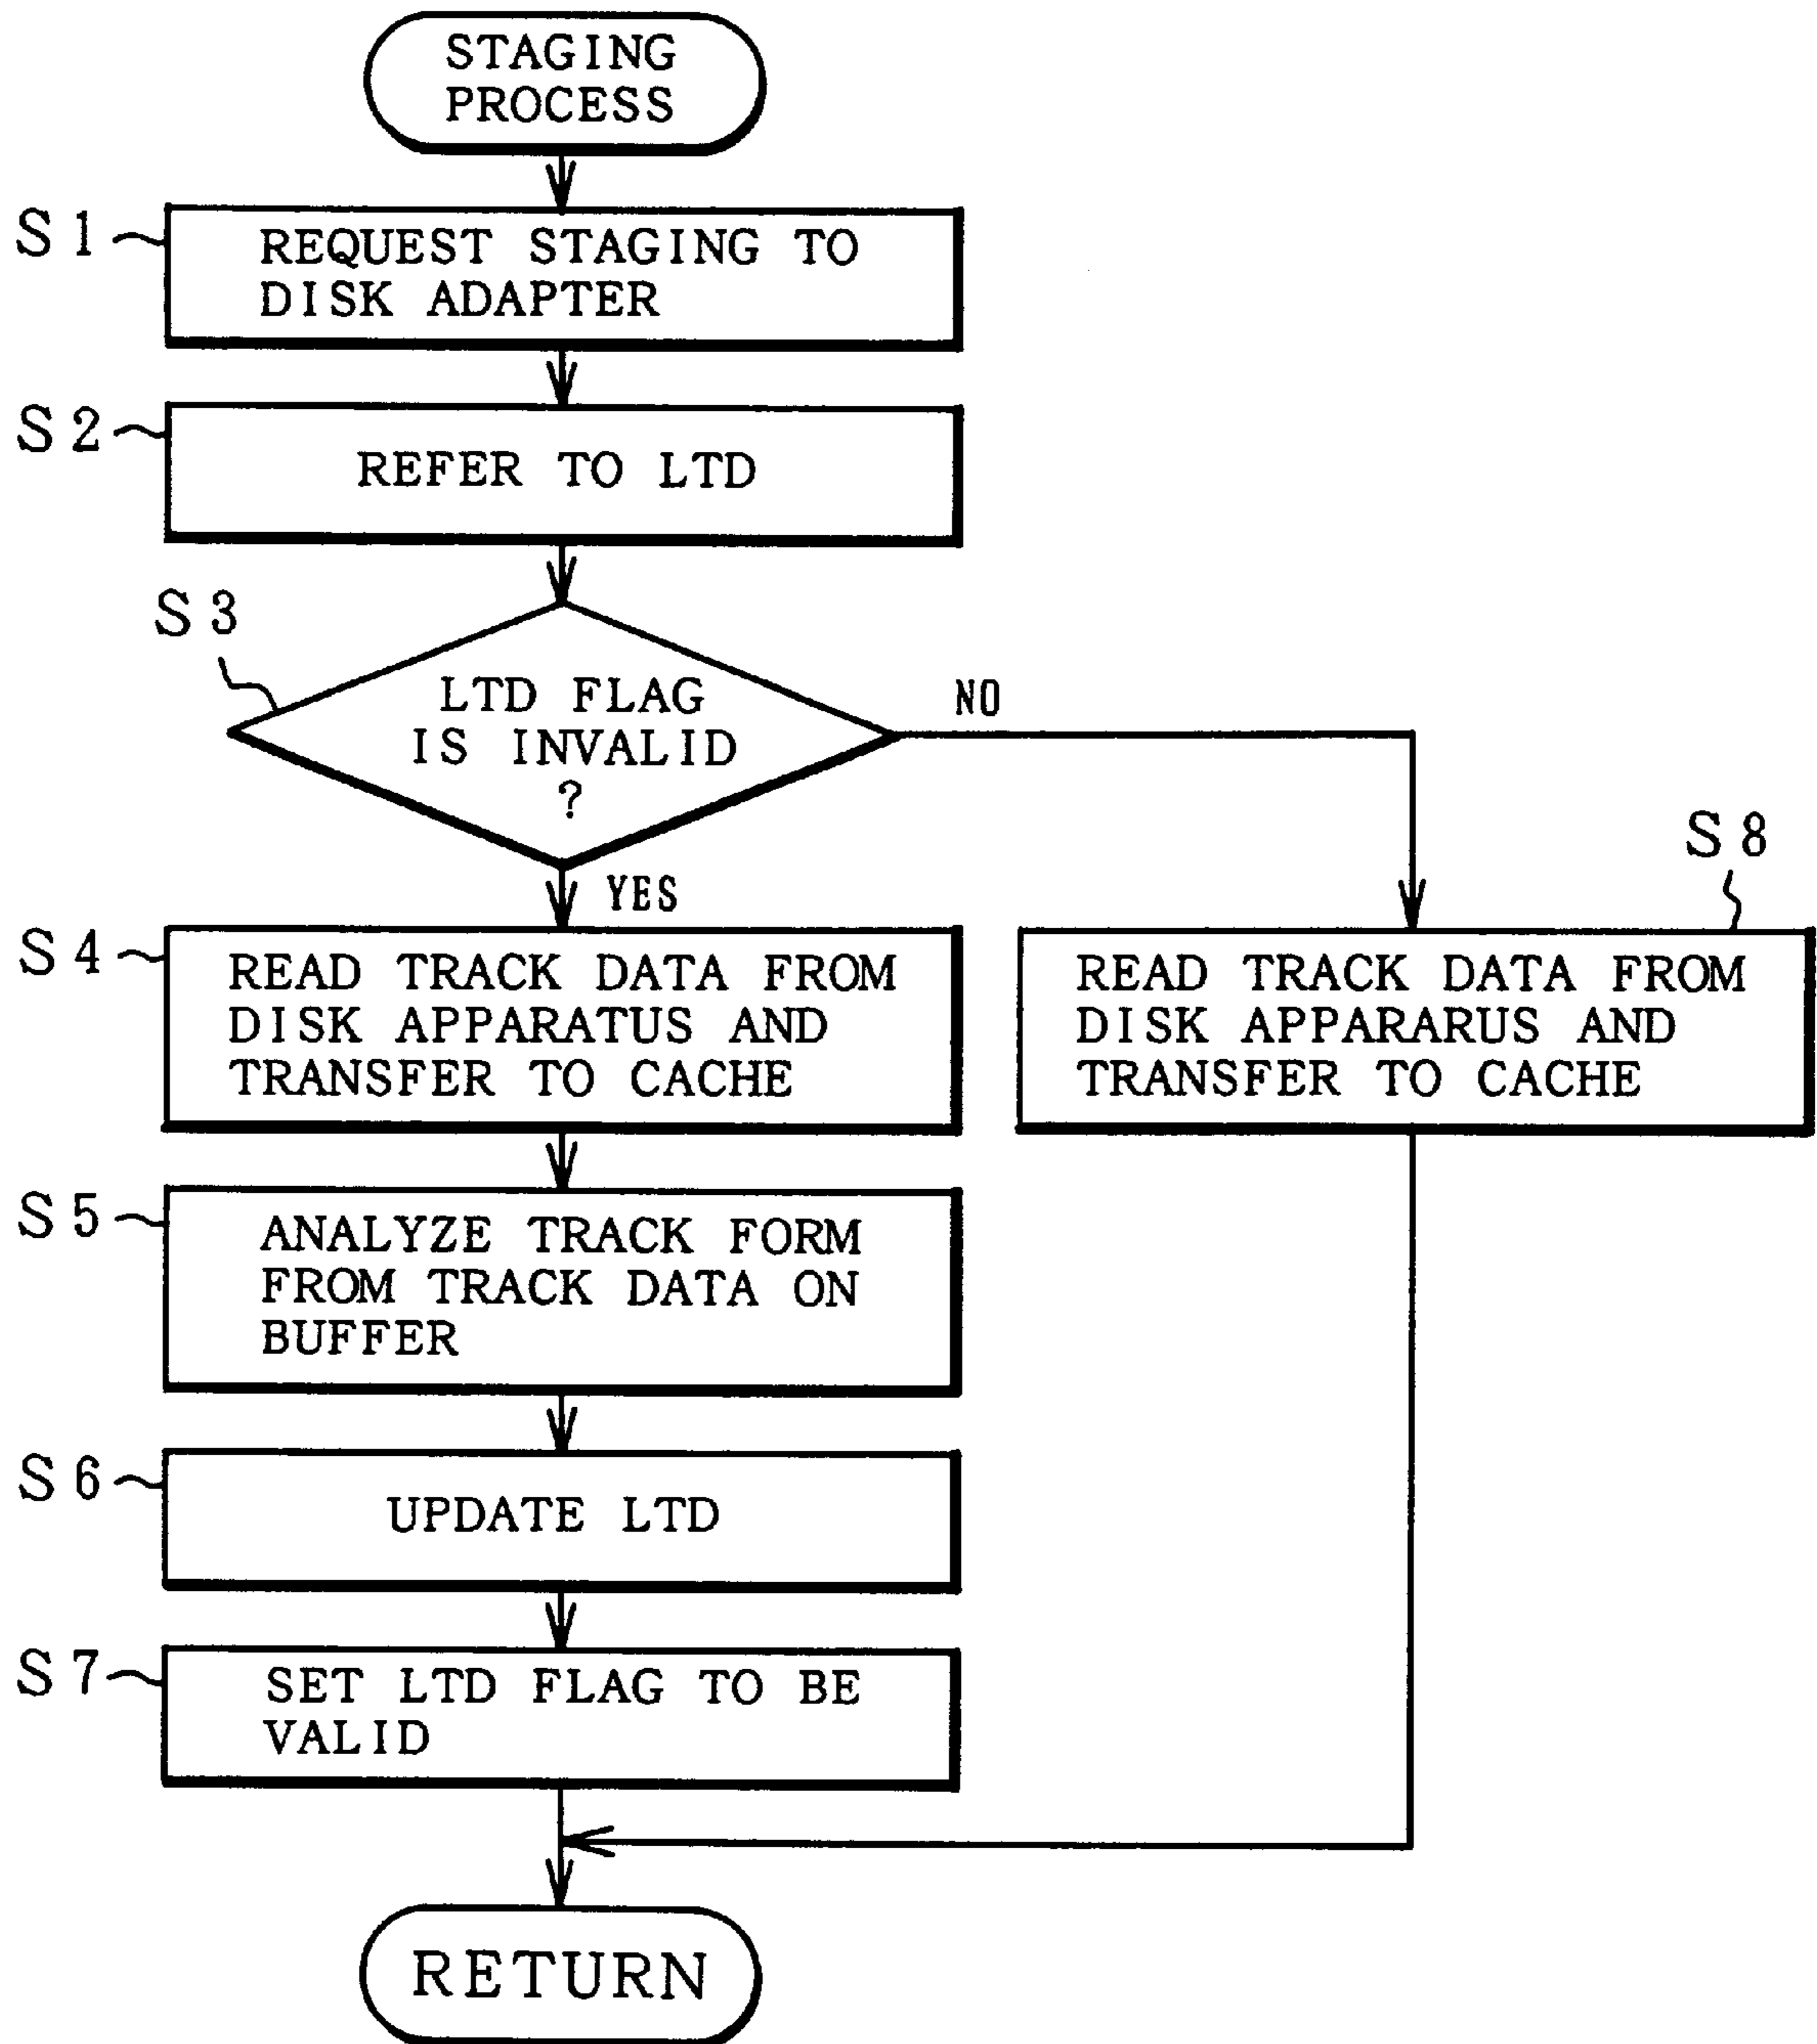 STAGING
PROCESS
S1
REQUEST STAGING TO
DISK ADAPTER
S2
REFER TO LTD
S3
LTD FLAG
IS INVALID
?
NO
YES
S4
READ TRACK DATA FROM
DISK APPARATUS AND
TRANSFER TO CACHE
S8
READ TRACK DATA FROM
DISK APPARARUS AND
TRANSFER TO CACHE
S5
ANALYZE TRACK FORM
FROM TRACK DATA ON
BUFFER
S6
UPDATE LTD
S7
SET LTD FLAG TO BE
VALID
RETURN